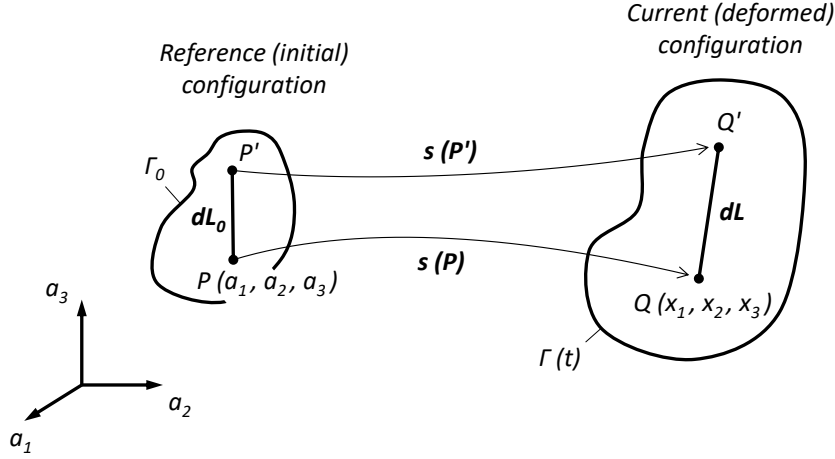 Current (deformed)
configuration
Reference (initial)
configuration
Q'
P'
s (P')
Γ₀
dL₀
dL
s (P)
P (a₁, a₂, a₃)
Q (x₁, x₂, x₃)
a₃
Γ (t)
a₂
a₁